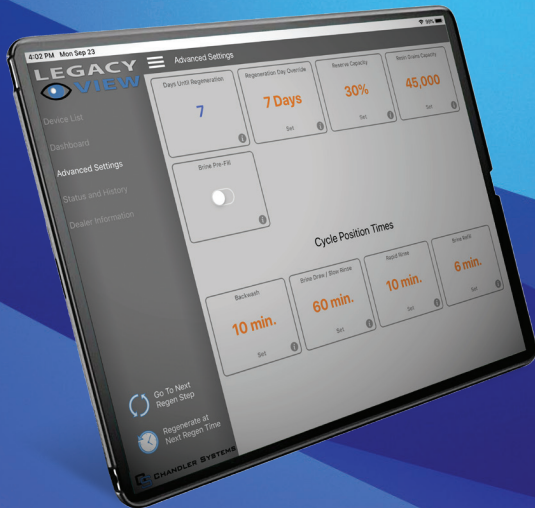 4:02 PM Mon Sep 23
99%
LEGACY
VIEW
Advanced Settings
Device List
Dashboard
Advanced Settings
Status and History
Dealer Information
Go To Next
Regen Step
Regenerate at
Next Regen Time
CHANDLER SYSTEMS
Days Until Regeneration
7
Regeneration Day Override
7 Days
Set
Reserve Capacity
30%
Set
Resin Grains Capacity
45,000
Set
Brine Pre-Fill
Cycle Position Times
Backwash
10 min.
Set
Brine Draw / Slow Rinse
60 min.
Set
Rapid Rinse
10 min.
Set
Brine Refill
6 min.
Set